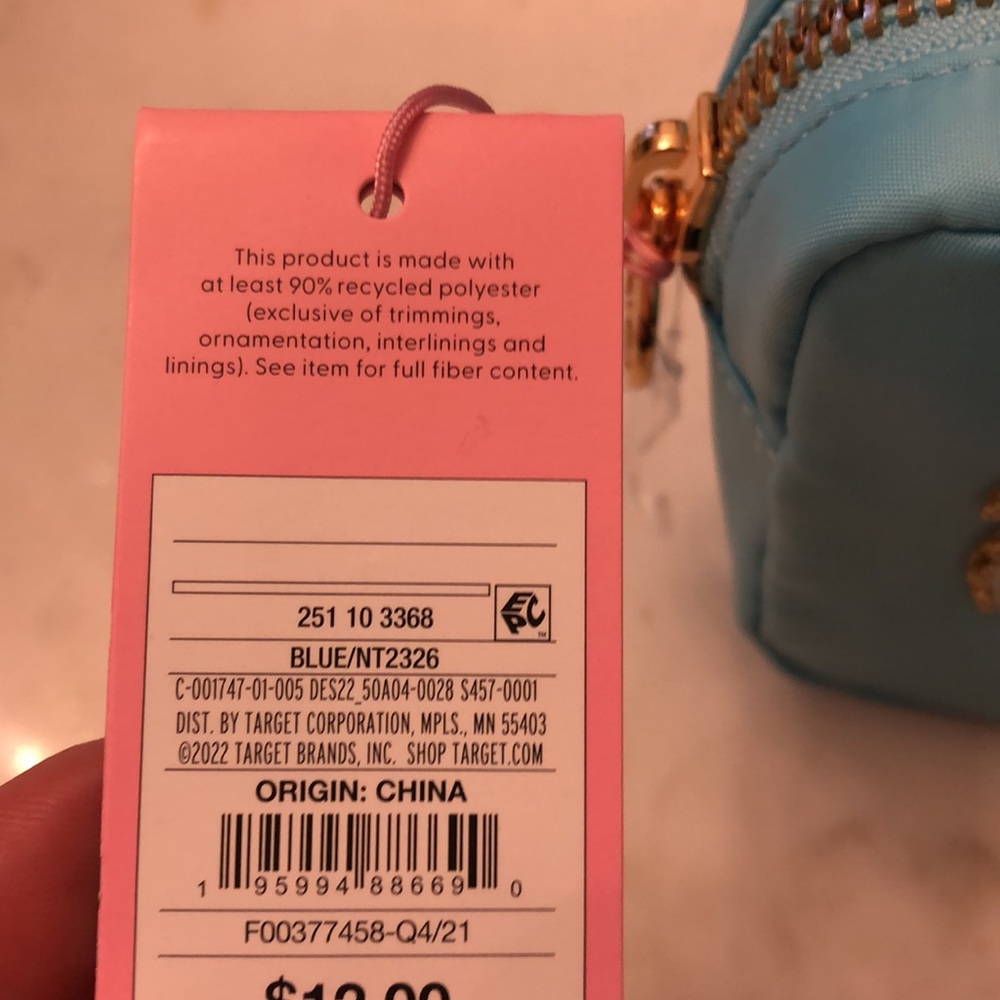 This product is made with
at least 90% recycled polyester
(exclusive of trimmings,
ornamentation, interlinings and
linings). See item for full fiber content.
251 10 3368
EPC
TM
BLUE/NT2326
C-001747-01-005 DES22_50A04-0028 S457-0001
DIST. BY TARGET CORPORATION, MPLS., MN 55403
©2022 TARGET BRANDS, INC. SHOP TARGET.COM
ORIGIN: CHINA
1 95994 88669 0
F00377458-Q4/21